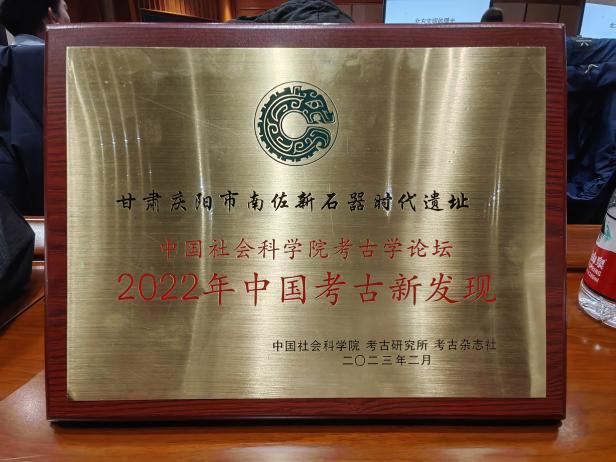 甘肃庆阳市南佐新石器时代遗址
中国社会科学院考古学论坛
2022年中国考古新发现
中国社会科学院 考古研究所 考古杂志社
二〇二三年二月